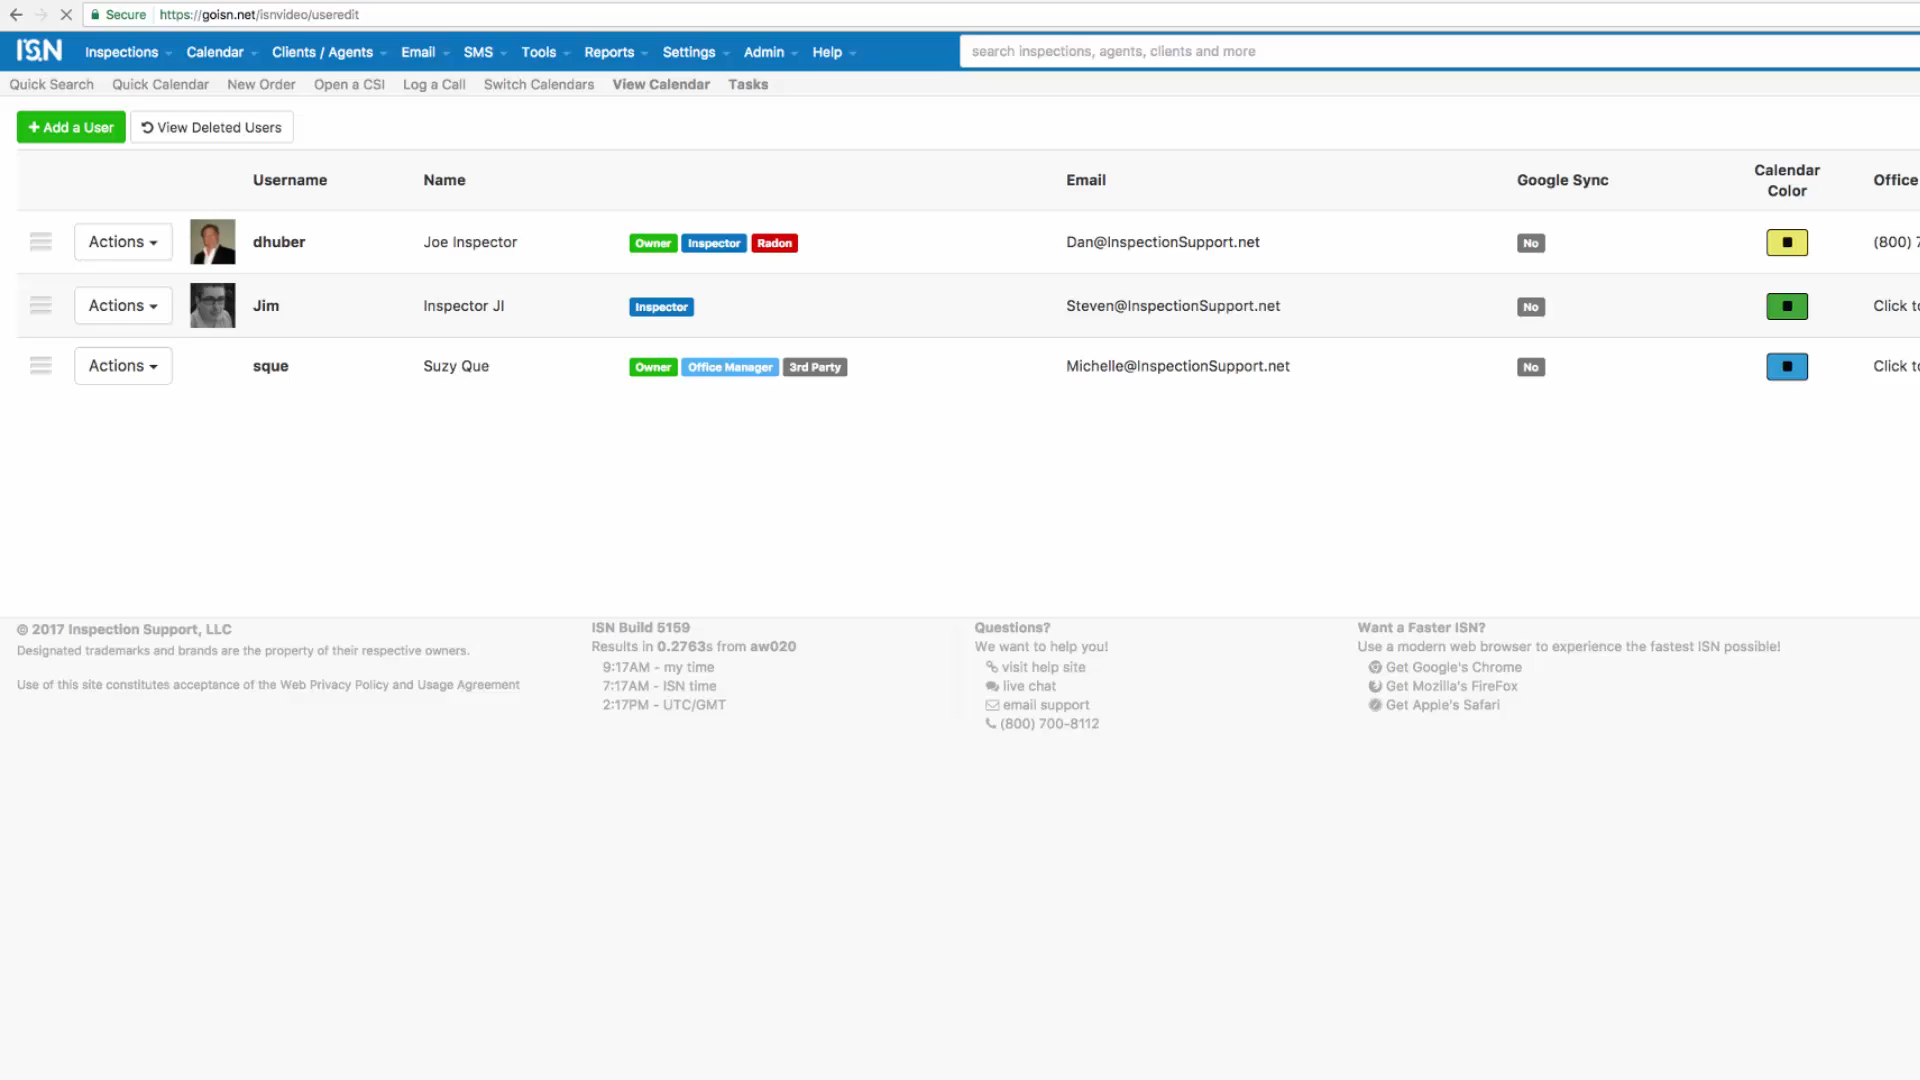 Secure https://goisn.net/isnvideo/useredit
ISN Inspections Calendar Clients / Agents Email SMS Tools Reports Settings Admin Help search inspections, agents, clients and more
Quick Search Quick Calendar New Order Open a CSI Log a Call Switch Calendars View Calendar Tasks
Add a User View Deleted Users
Username Name Email Google Sync Calendar Color Office
Actions dhuber Joe Inspector Owner Inspector Radon Dan@InspectionSupport.net No (800) 7
Actions Jim Inspector JI Inspector Steven@InspectionSupport.net No Click to
Actions sque Suzy Que Owner Office Manager 3rd Party Michelle@InspectionSupport.net No Click to
© 2017 Inspection Support, LLC
Designated trademarks and brands are the property of their respective owners.
Use of this site constitutes acceptance of the Web Privacy Policy and Usage Agreement
ISN Build 5159
Results in 0.2763s from aw020
9:17AM - my time
7:17AM - ISN time
2:17PM - UTC/GMT
Questions?
We want to help you!
visit help site
live chat
email support
(800) 700-8112
Want a Faster ISN?
Use a modern web browser to experience the fastest ISN possible!
Get Google's Chrome
Get Mozilla's FireFox
Get Apple's Safari